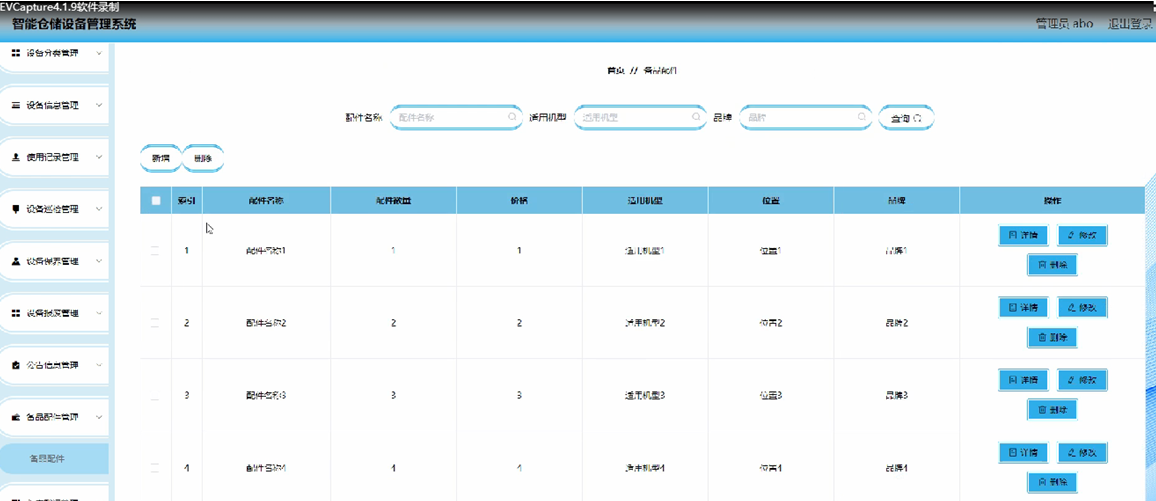 EVCapture4.1.9软件录制
智能仓储设备管理系统
管理员 abo 退出登录
设备分类管理
设备信息管理
使用记录管理
设备巡检管理
设备保养管理
设备报废管理
公告信息管理
备品配件管理
备品配件
首页 // 备品配件
配件名称 配件名称 适用机型 适用机型 品牌 品牌 查询
新增 删除
索引 配件名称 配件数量 价格 适用机型 位置 品牌 操作
1 配件名称1 1 1 适用机型1 位置1 品牌1 详情 修改
删除
2 配件名称2 2 2 适用机型2 位置2 品牌2 详情 修改
删除
3 配件名称3 3 3 适用机型3 位置3 品牌3 详情 修改
删除
4 配件名称4 4 4 适用机型4 位置4 品牌4 详情 修改
删除